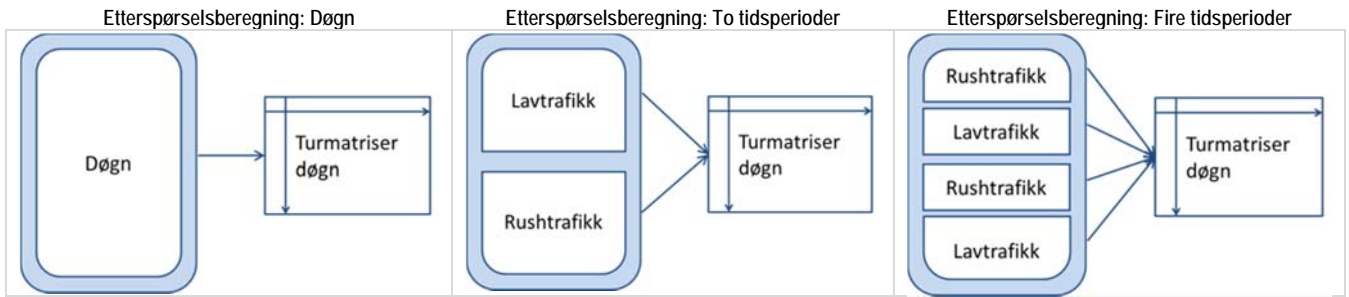 Etterspørselsberegning: Døgn
Døgn
Turmatriser
døgn
Etterspørselsberegning: To tidsperioder
Lavtrafikk
Rushtrafikk
Turmatriser
døgn
Etterspørselsberegning: Fire tidsperioder
Rushtrafikk
Lavtrafikk
Rushtrafikk
Lavtrafikk
Turmatriser
døgn